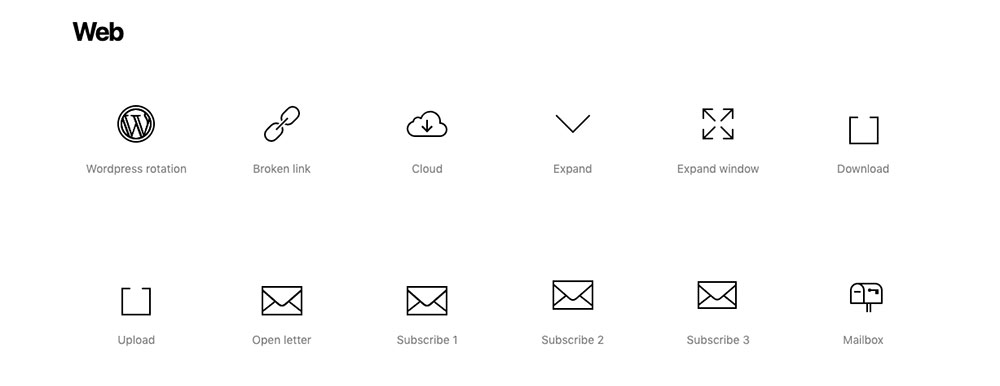 Web
Wordpress rotation
Broken link
Cloud
Expand
Expand window
Download
Upload
Open letter
Subscribe 1
Subscribe 2
Subscribe 3
Mailbox